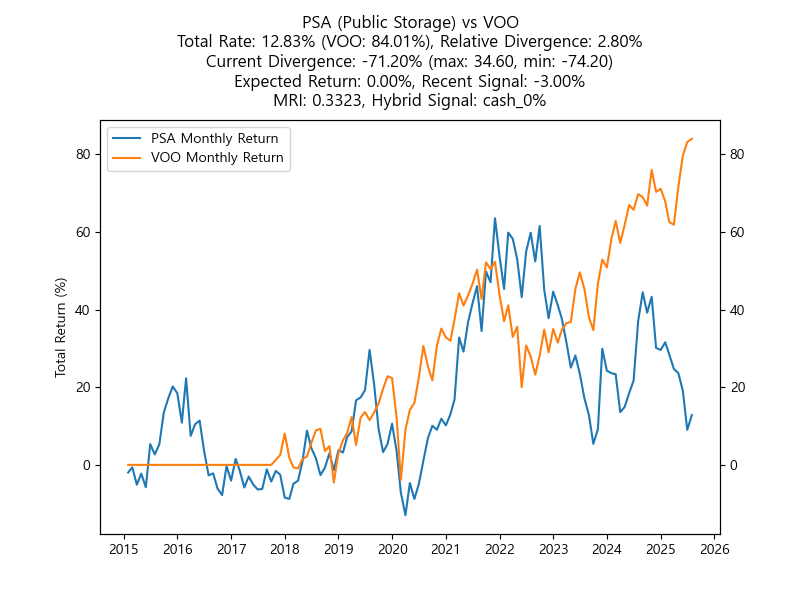 PSA (Public Storage) vs VOO
Total Rate: 12.83% (VOO: 84.01%), Relative Divergence: 2.80%
Current Divergence: -71.20% (max: 34.60, min: -74.20)
Expected Return: 0.00%, Recent Signal: -3.00%
MRI: 0.3323, Hybrid Signal: cash_0%
PSA Monthly Return
VOO Monthly Return
Total Return (%)
80
60
40
20
0
80
60
40
20
0
2015 2016 2017 2018 2019 2020 2021 2022 2023 2024 2025 2026